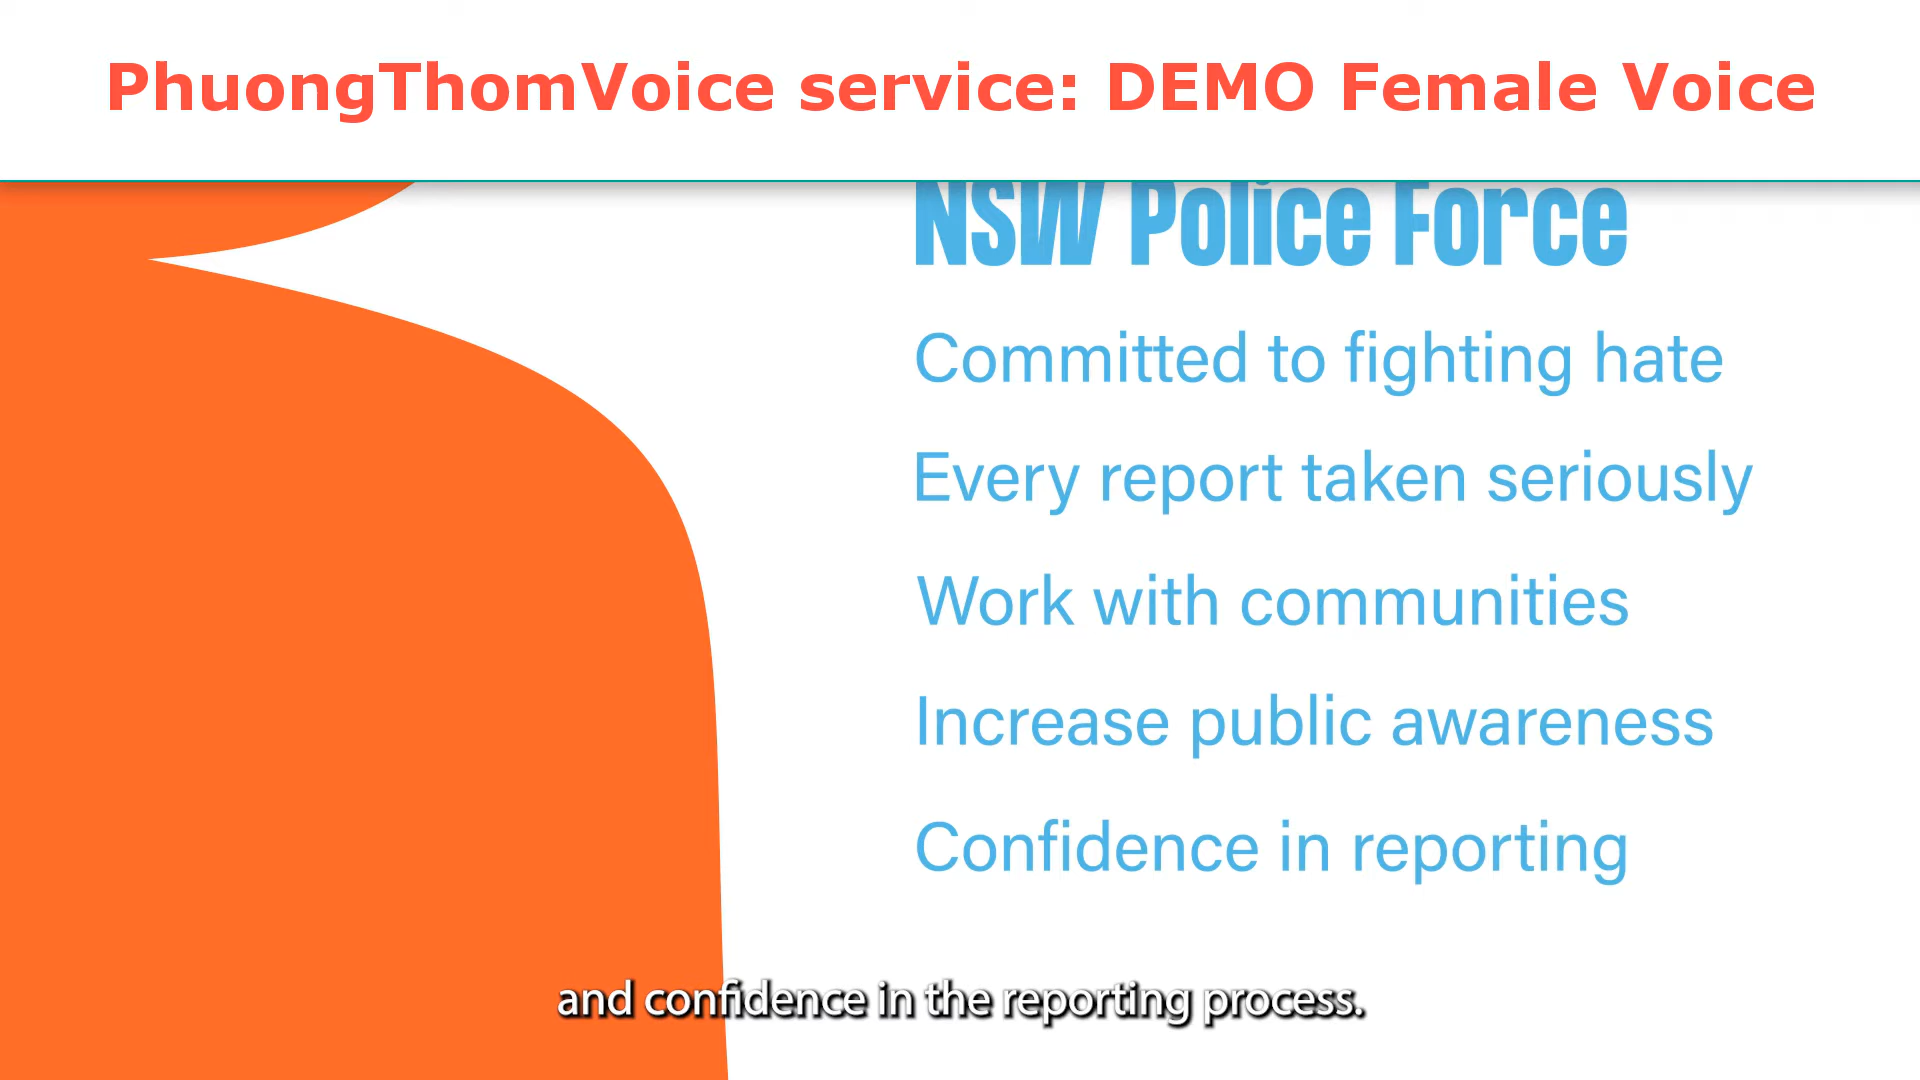 PhuongThomVoice service: DEMO Female Voice
NSW Police Force
Committed to fighting hate
Every report taken seriously
Work with communities
Increase public awareness
Confidence in reporting
and confidence in the reporting process.